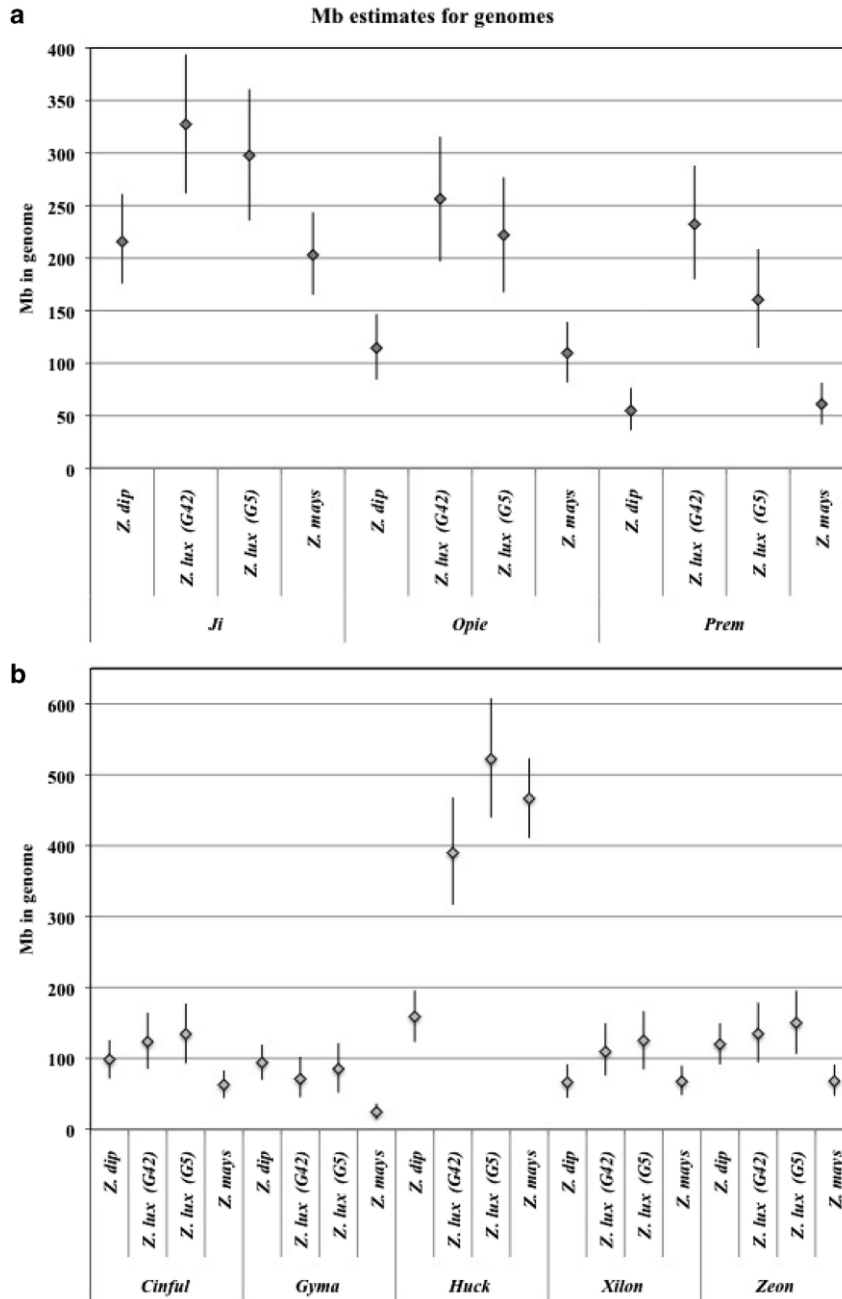 a
Mb estimates for genomes
400
350
300
250
200
150
100
50
0
Mb in genome
Z. dip
Z. lux (G42)
Z. lux (G5)
Z. mays
Z. dip
Z. lux (G42)
Z. lux (G5)
Z. mays
Z. dip
Z. lux (G42)
Z. lux (G5)
Z. mays
Ji
Opie
Prem
b
600
500
400
300
200
100
0
Mb in genome
Z. dip
Z. lux (G42)
Z. lux (G5)
Z. mays
Z. dip
Z. lux (G42)
Z. lux (G5)
Z. mays
Z. dip
Z. lux (G42)
Z. lux (G5)
Z. mays
Z. dip
Z. lux (G42)
Z. lux (G5)
Z. mays
Z. dip
Z. lux (G42)
Z. lux (G5)
Z. mays
Cinful
Gyma
Huck
Xilon
Zeon